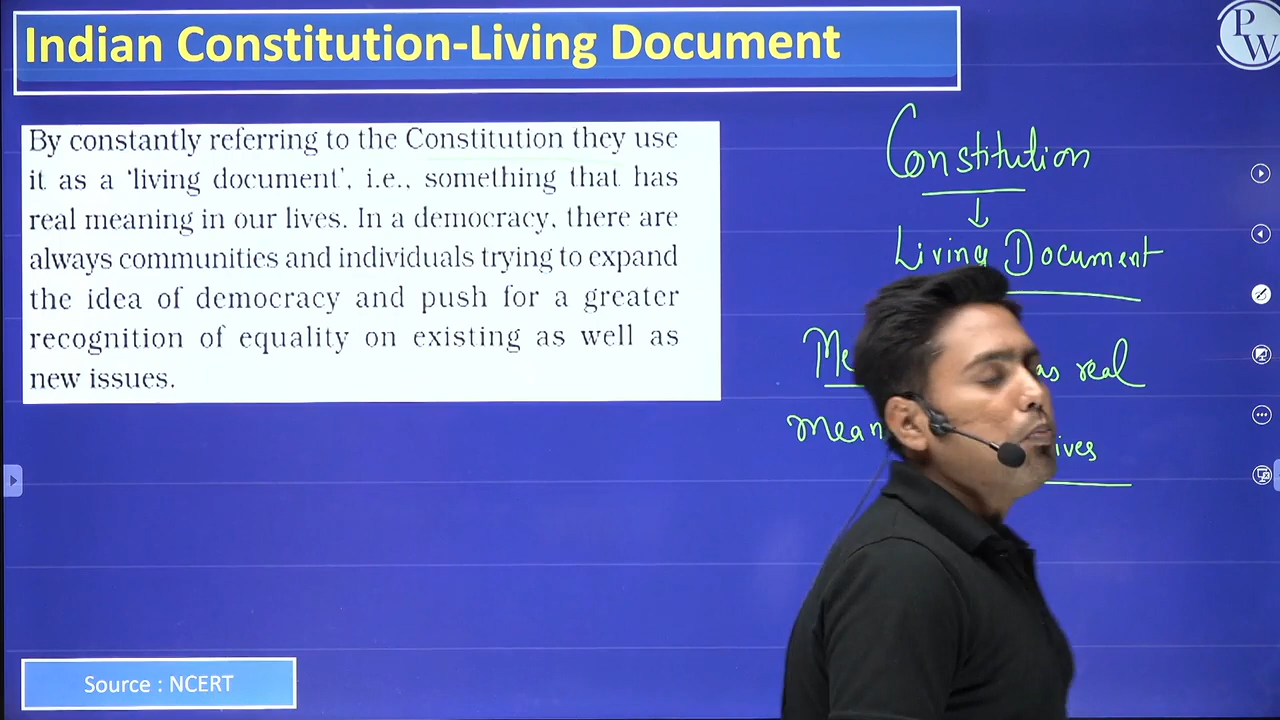 Indian Constitution-Living Document
PW
By constantly referring to the Constitution they use
it as a ‘living document’, i.e., something that has
real meaning in our lives. In a democracy, there are
always communities and individuals trying to expand
the idea of democracy and push for a greater
recognition of equality on existing as well as
new issues.
Constitution
Living Document
real
Source : NCERT